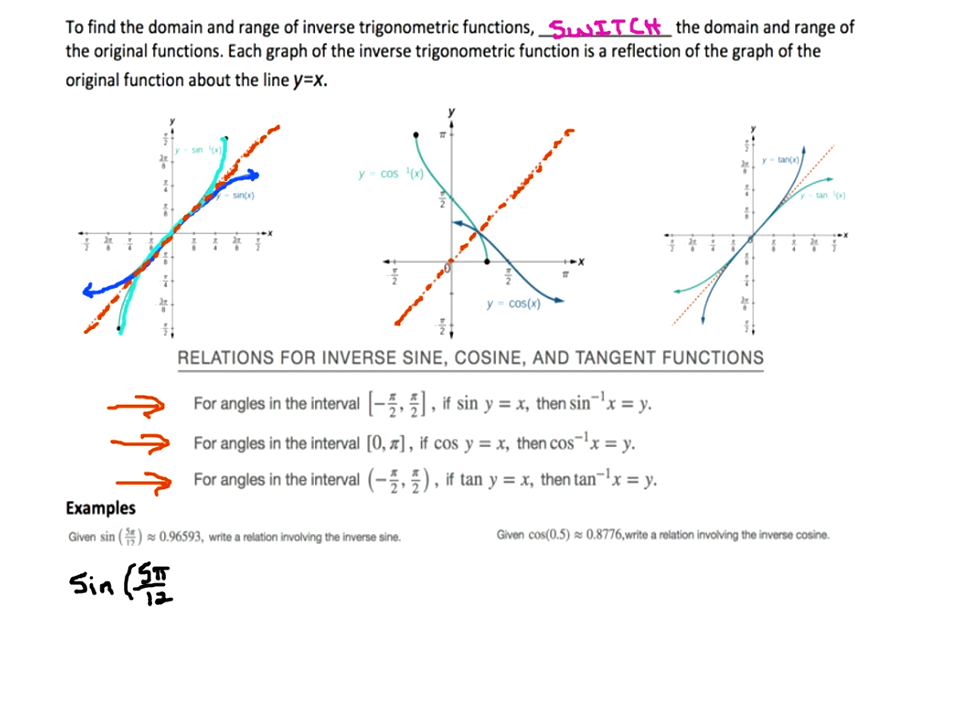 To find the domain and range of inverse trigonometric functions, SWITCH the domain and range of
the original functions. Each graph of the inverse trigonometric function is a reflection of the graph of the
original function about the line y=x.
y = sin⁻¹(x)
y = sin(x)
y = cos⁻¹(x)
y = cos(x)
y = tan(x)
y = tan⁻¹(x)
RELATIONS FOR INVERSE SINE, COSINE, AND TANGENT FUNCTIONS
For angles in the interval [−π/2, π/2], if sin y = x, then sin⁻¹x = y.
For angles in the interval [0, π], if cos y = x, then cos⁻¹x = y.
For angles in the interval (−π/2, π/2), if tan y = x, then tan⁻¹x = y.
Examples
Given sin (5π/12) ≈ 0.96593, write a relation involving the inverse sine.
Given cos(0.5) ≈ 0.8776,write a relation involving the inverse cosine.
Sin (5π/12